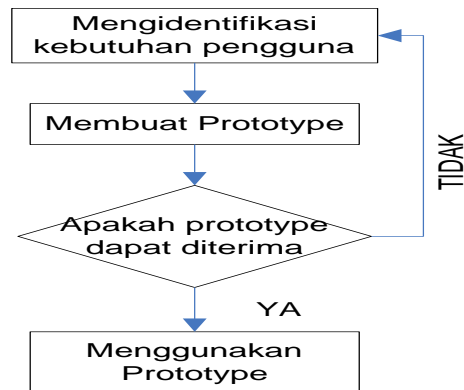 Mengidentifikasi
kebutuhan pengguna
Membuat Prototype
TIDAK
Apakah prototype
dapat diterima
YA
Menggunakan
Prototype